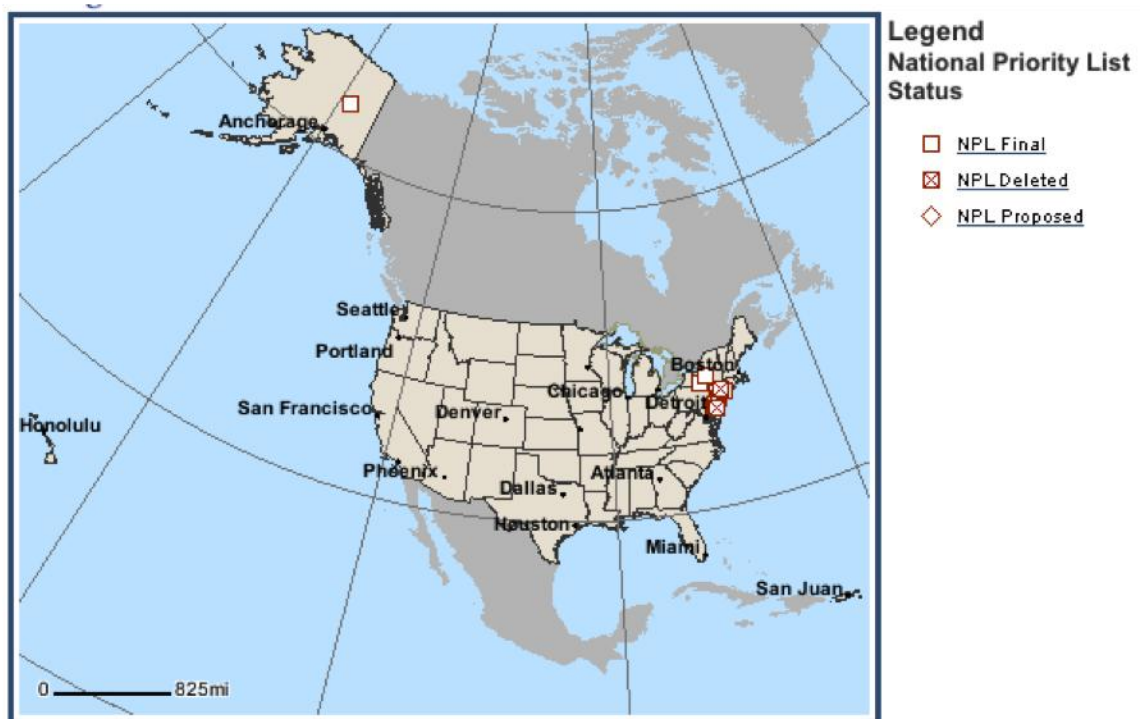 Legend
National Priority List
Status
NPL Final
NPL Deleted
NPL Proposed
Anchorage
Seattle
Portland
Boston
Chicago
Detroit
San Francisco
Denver
Honolulu
Phoenix
Atlanta
Dallas
Houston
Miami
San Juan
0 825mi